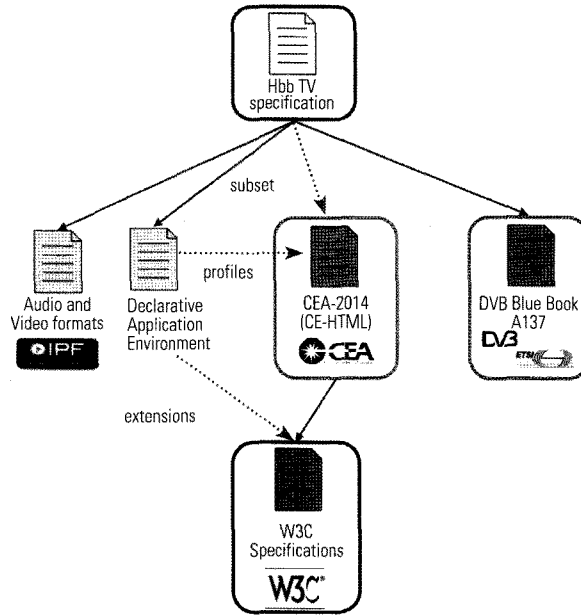 Hbb TV
specification
subset
profiles
Audio and
Video formats
IPF
Declarative
Application
Environment
CEA-2014
(CE-HTML)
CEA
DVB Blue Book
A137
DVB
ETSI
extensions
W3C
Specifications
W3C®